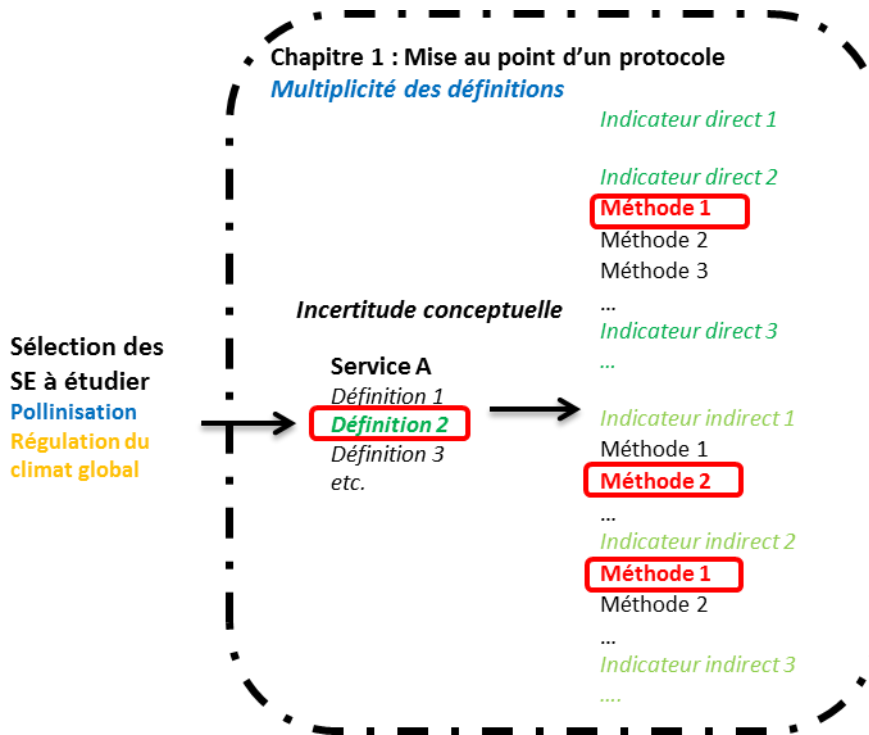 Chapitre 1 : Mise au point d'un protocole
Multiplicité des définitions
Sélection des
SE à étudier
Pollinisation
Régulation du
climat global
Incertitude conceptuelle
Service A
Définition 1
Définition 2
Définition 3
etc.
Indicateur direct 1
Indicateur direct 2
Méthode 1
Méthode 2
Méthode 3
...
Indicateur direct 3
...
Indicateur indirect 1
Méthode 1
Méthode 2
...
Indicateur indirect 2
Méthode 1
Méthode 2
...
Indicateur indirect 3
....